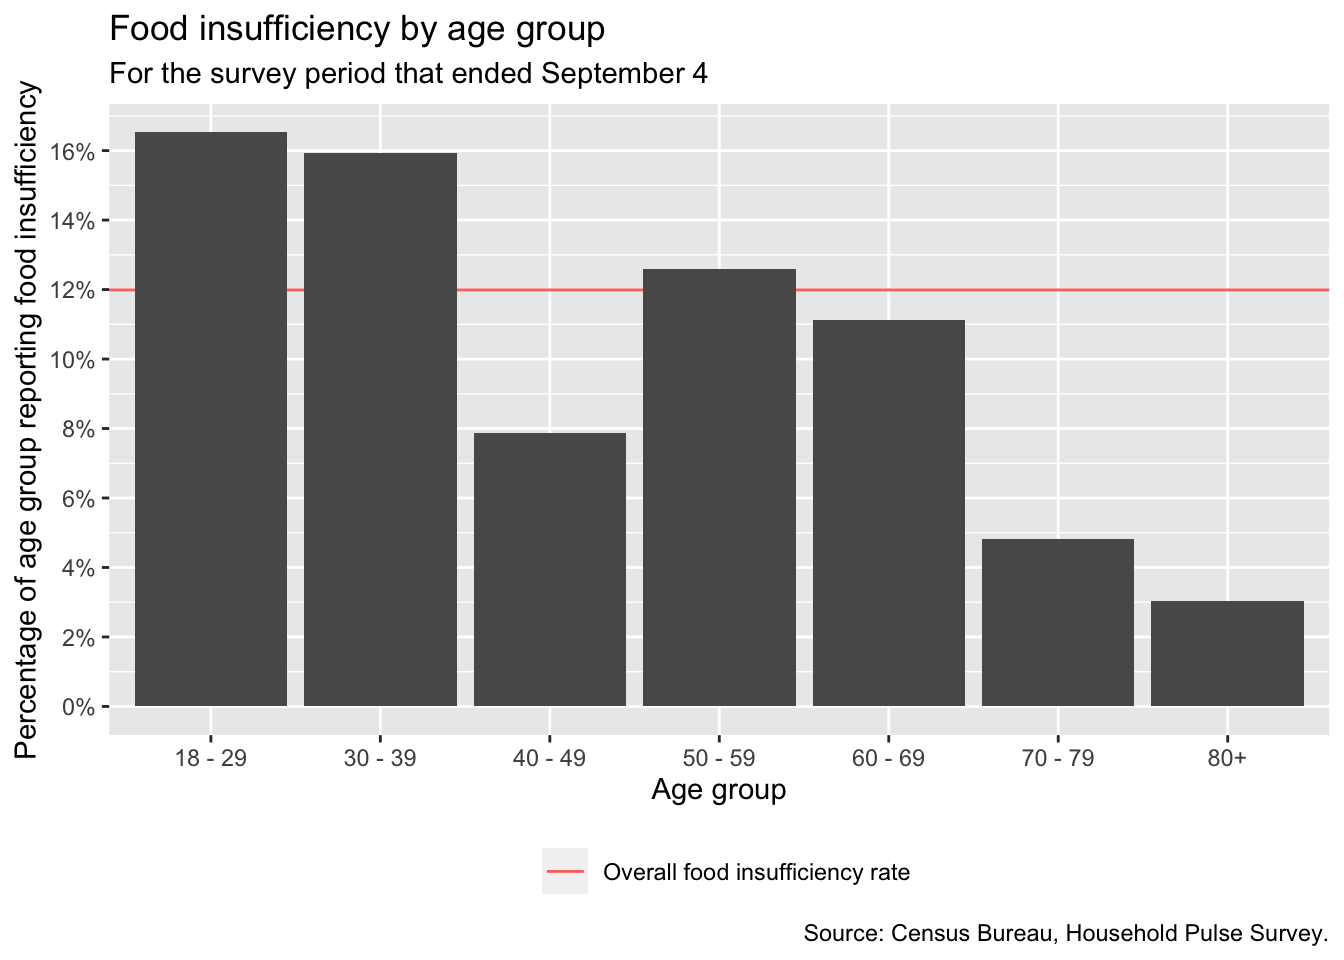 Food insufficiency by age group
For the survey period that ended September 4
Percentage of age group reporting food insufficiency
16%
14%
12%
10%
8%
6%
4%
2%
0%
18 - 29
30 - 39
40 - 49
50 - 59
60 - 69
70 - 79
80+
Age group
Overall food insufficiency rate
Source: Census Bureau, Household Pulse Survey.